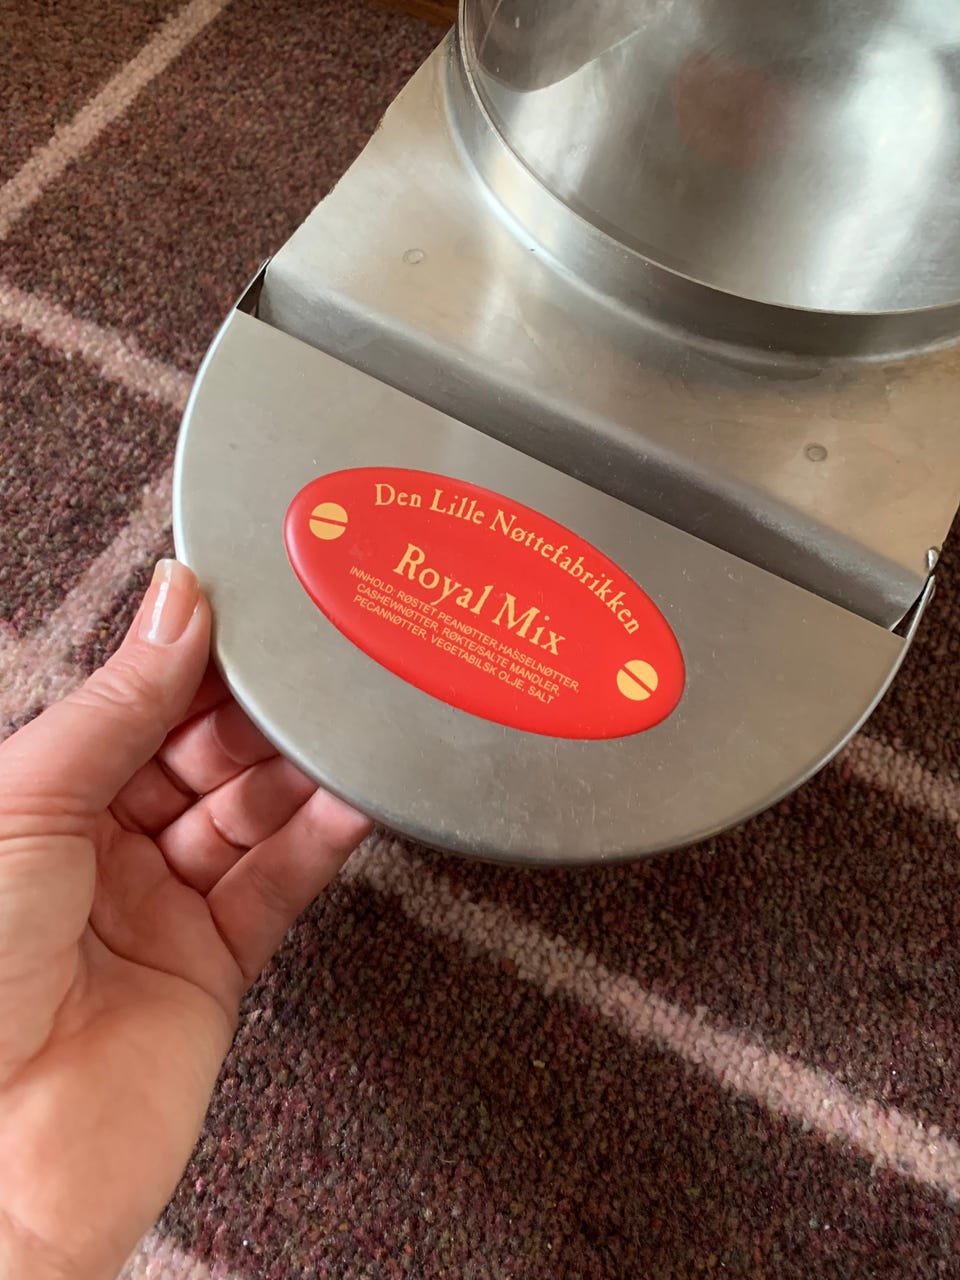 Den Lille Nøttefabrikken
Royal Mix
INNHOLD: RØSTET PEANØTTER,HASSELNØTTER,
CASHEWNØTTER, RØKTE/SALTE MANDLER,
PECANNØTTER, VEGETABILSK OLJE, SALT